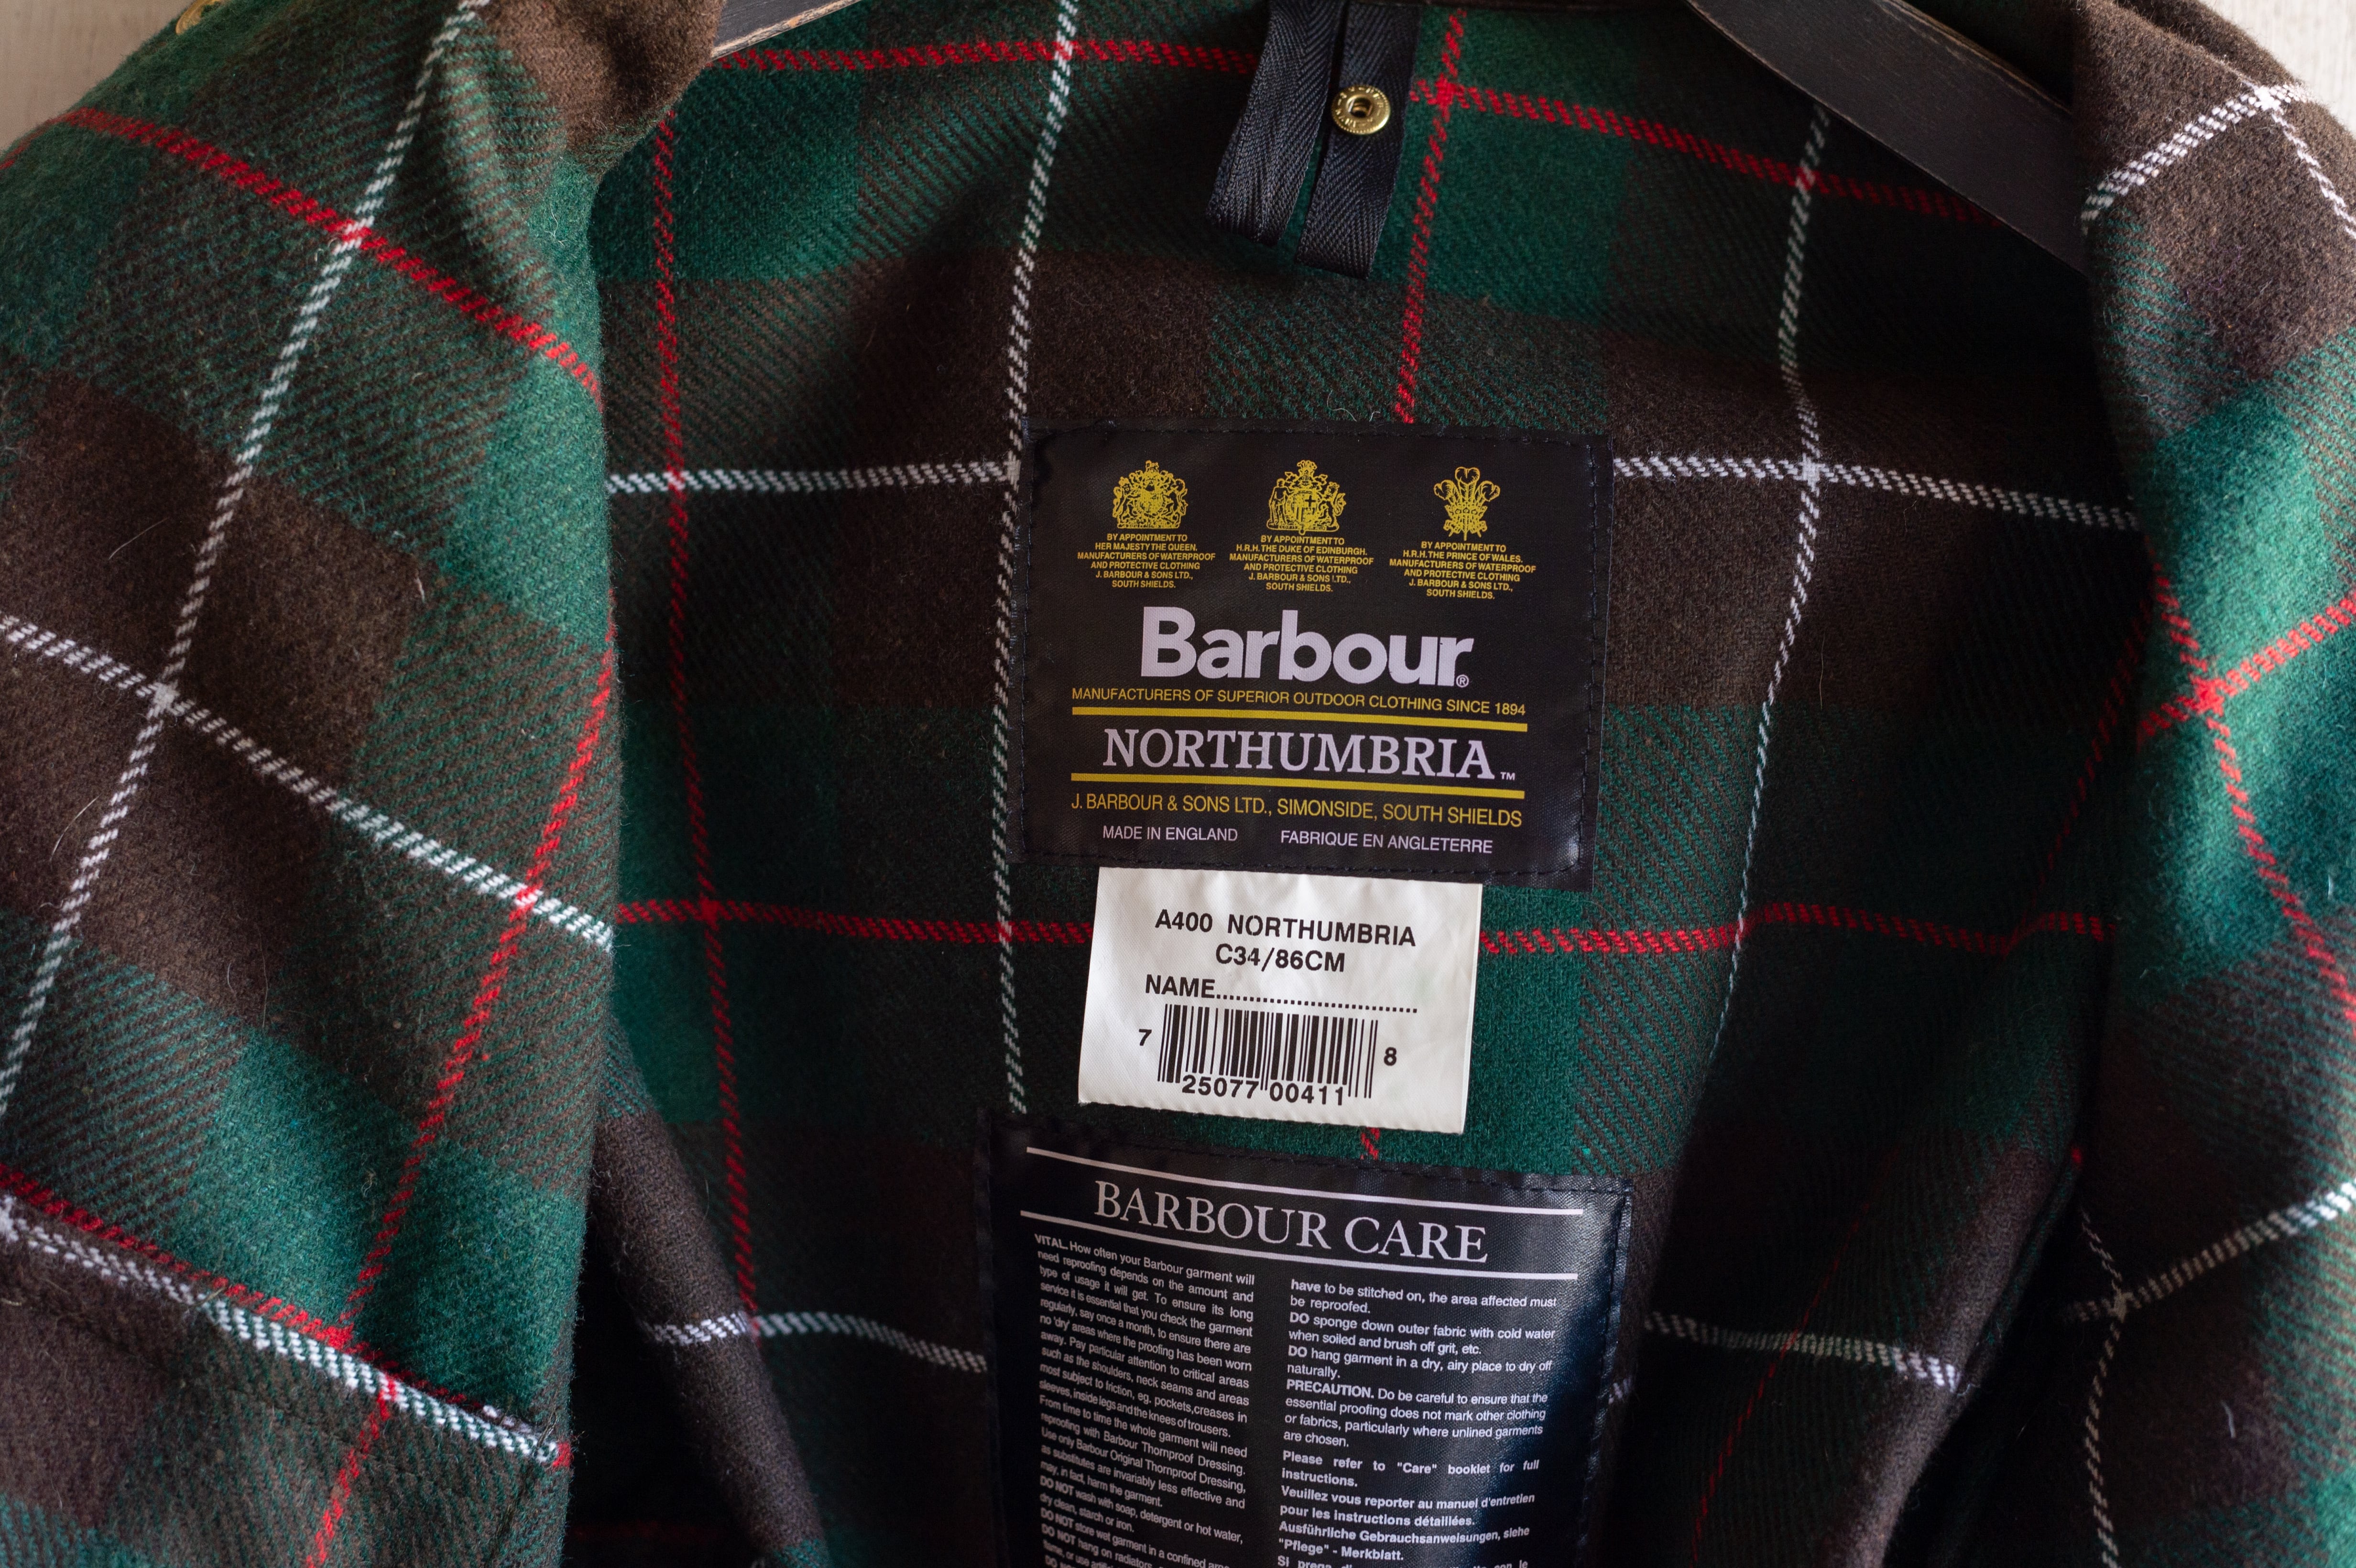 BY APPOINTMENT TO
HER MAJESTY THE QUEEN.
MANUFACTURERS OF WATERPROOF
AND PROTECTIVE CLOTHING
J. BARBOUR & SONS LTD.,
SOUTH SHIELDS.
BY APPOINTMENT TO
H.R.H. THE DUKE OF EDINBURGH.
MANUFACTURERS OF WATERPROOF
AND PROTECTIVE CLOTHING
J. BARBOUR & SONS LTD.,
SOUTH SHIELDS.
BY APPOINTMENT TO
H.R.H. THE PRINCE OF WALES.
MANUFACTURERS OF WATERPROOF
AND PROTECTIVE CLOTHING
J. BARBOUR & SONS LTD.,
SOUTH SHIELDS.
Barbour®
MANUFACTURERS OF SUPERIOR OUTDOOR CLOTHING SINCE 1894
NORTHUMBRIA™
J. BARBOUR & SONS LTD., SIMONSIDE, SOUTH SHIELDS
MADE IN ENGLAND FABRIQUE EN ANGLETERRE
A400 NORTHUMBRIA
C34/86CM
NAME...............................
7 25077 00411 8
BARBOUR CARE
VITAL. How often your Barbour garment will
need reproofing depends on the amount and
type of usage it will get. To ensure its long
service it is essential that you check the garment
regularly, say once a month, to ensure there are
no 'dry' areas where the proofing has been worn
away. Pay particular attention to critical areas
such as the shoulders, neck seams and areas
most subject to friction, eg. pockets,creases in
sleeves, inside legs and the knees of trousers.
From time to time the whole garment will need
reproofing with Barbour Thornproof Dressing.
Use only Barbour Original Thornproof Dressing,
as substitutes are invariably less effective and
may, in fact, harm the garment.
DO NOT wash with soap, detergent or hot water,
dry clean, starch or iron.
DO NOT store wet garment in a confined
DO NOT hang on radiators,
have to be stitched on, the area affected must
be reproofed.
DO sponge down outer fabric with cold water
when soiled and brush off grit, etc.
DO hang garment in a dry, airy place to dry off
naturally.
PRECAUTION. Do be careful to ensure that the
essential proofing does not mark other clothing
or fabrics, particularly where unlined garments
are chosen.
Please refer to "Care" booklet for full
instructions.
Veuillez vous reporter au manuel d'entretien
pour les instructions détaillées.
Ausführliche Gebrauchsanweisungen, siehe
"Pflege" - Merkblatt.